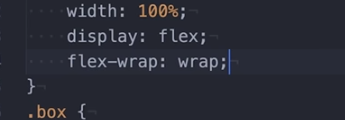 width: 100%;
display: flex;
flex-wrap: wrap;
}
.box {